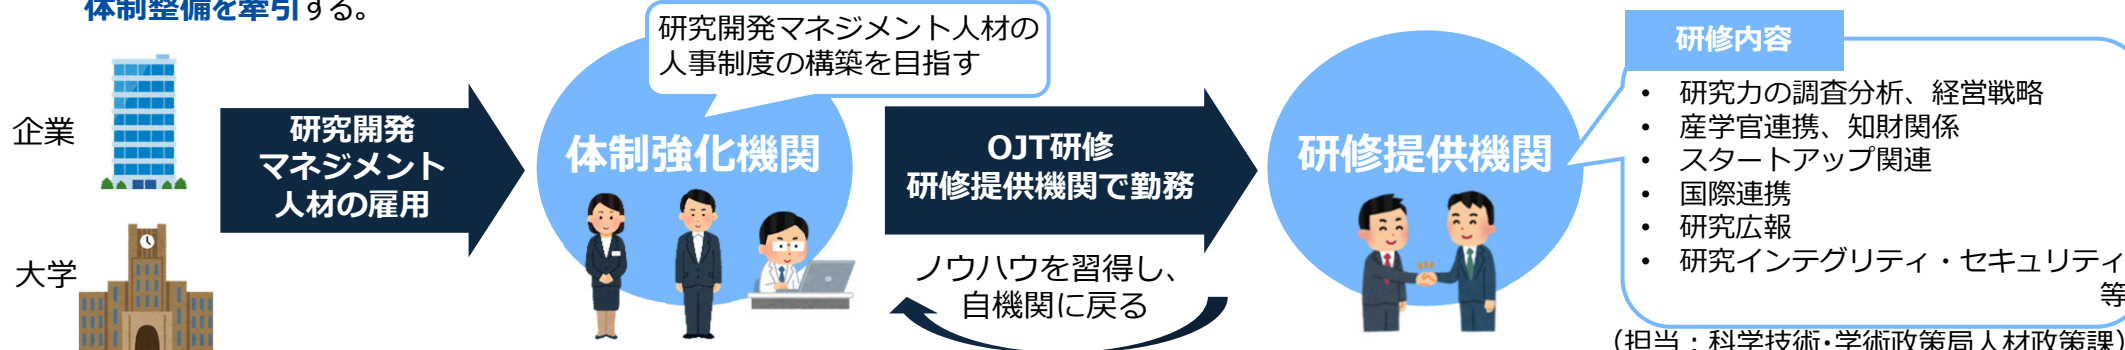 体制整備を牽引する。
企業
大学
研究開発
マネジメント
人材の雇用
研究開発マネジメント人材の
人事制度の構築を目指す
体制強化機関
OJT研修
研修提供機関で勤務
ノウハウを習得し、
自機関に戻る
研修提供機関
研修内容
• 研究力の調査分析、経営戦略
• 産学官連携、知財関係
• スタートアップ関連
• 国際連携
• 研究広報
• 研究インテグリティ・セキュリティ
等
（担当：科学技術・学術政策局人材政策課）